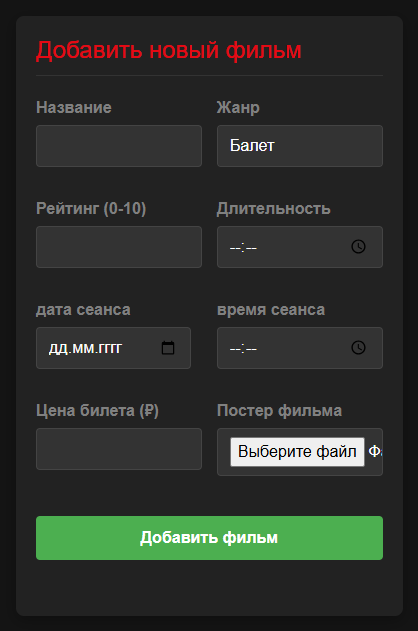 Добавить новый фильм
Название Жанр
Балет
Рейтинг (0-10) Длительность
--:--
дата сеанса время сеанса
дд.мм.гггг --:--
Цена билета (₽) Постер фильма
Выберите файл
Добавить фильм